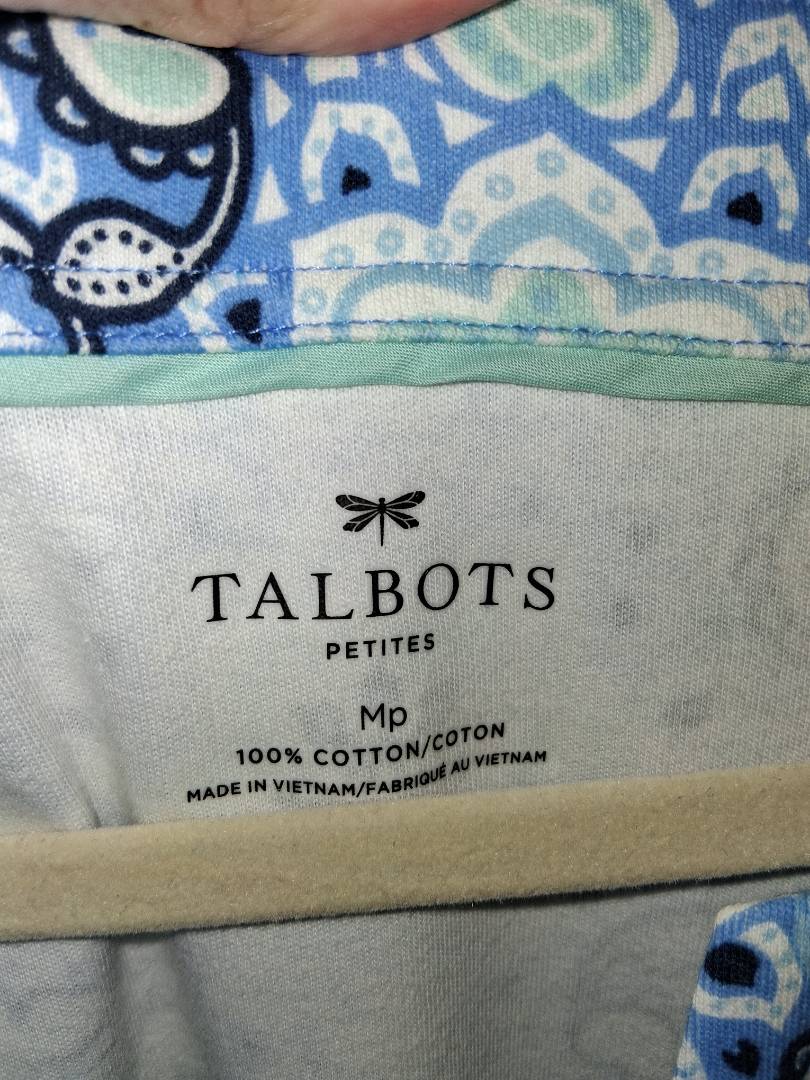 TALBOTS
PETITES
Mp
100% COTTON/COTON
MADE IN VIETNAM/FABRIQUÉ AU VIETNAM